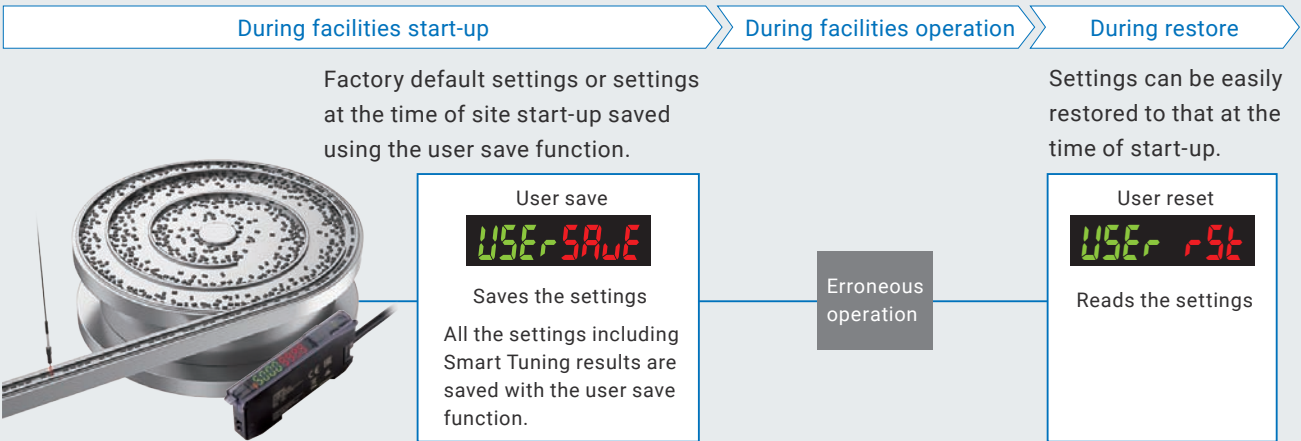 During facilities start-up
During facilities operation
During restore
Factory default settings or settings
at the time of site start-up saved
using the user save function.
Settings can be easily
restored to that at the
time of start-up.
User save
USEr SAuE
Saves the settings
All the settings including
Smart Tuning results are
saved with the user save
function.
Erroneous
operation
User reset
USEr rSt
Reads the settings